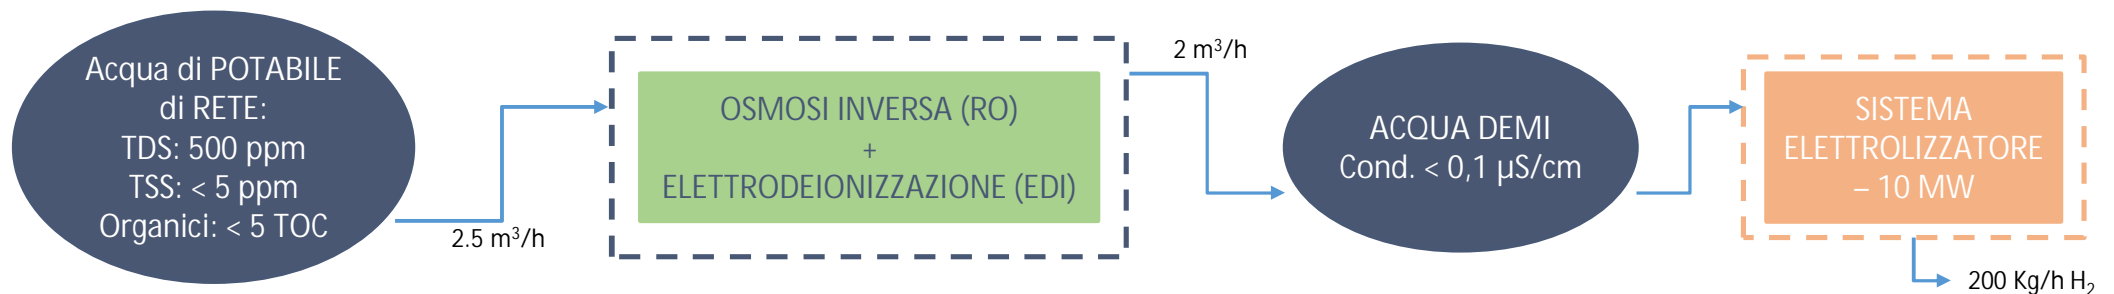 Acqua di POTABILE
di RETE:
TDS: 500 ppm
TSS: < 5 ppm
Organici: < 5 TOC
2.5 m³/h
OSMOSI INVERSA (RO)
+
ELETTRODEIONIZZAZIONE (EDI)
2 m³/h
ACQUA DEMI
Cond. < 0,1 µS/cm
SISTEMA
ELETTROLIZZATORE
– 10 MW
200 Kg/h H₂